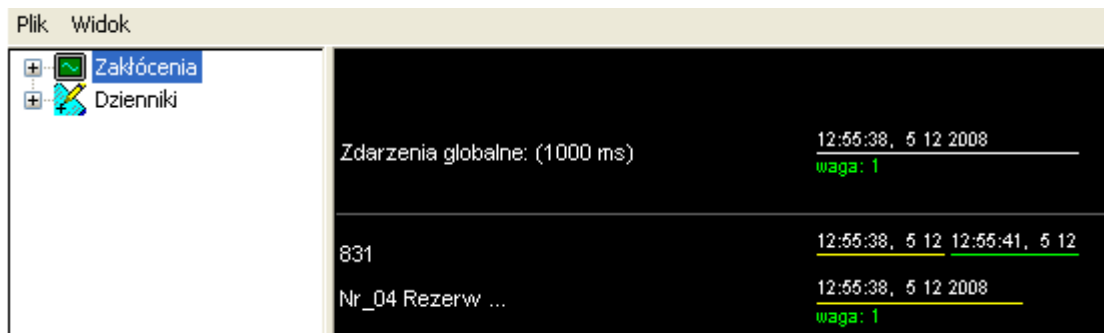 Plik Widok
Zakłócenia
Dzienniki
Zdarzenia globalne: (1000 ms)
12:55:38, 5 12 2008
waga: 1
831
12:55:38, 5 12 12:55:41, 5 12
Nr_04 Rezerw ...
12:55:38, 5 12 2008
waga: 1